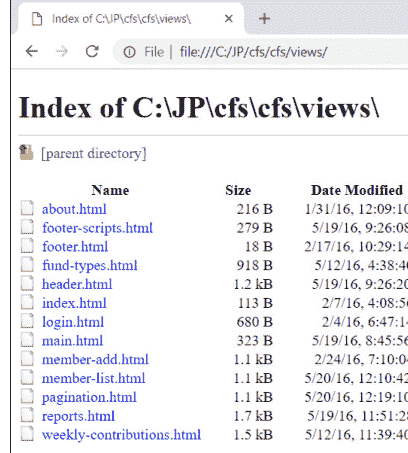 Index of C:\JP\cfs\cfs\views\
File | file:///C:/JP/cfs/cfs/views/
Index of C:\JP\cfs\cfs\views\
[parent directory]
Name Size Date Modified
about.html 216 B 1/31/16, 12:09:10
footer-scripts.html 279 B 5/19/16, 9:26:08
footer.html 18 B 2/17/16, 10:29:14
fund-types.html 918 B 5/12/16, 4:38:40
header.html 1.2 kB 5/19/16, 9:26:20
index.html 113 B 2/7/16, 4:08:56
login.html 680 B 2/4/16, 6:47:14
main.html 323 B 5/19/16, 8:45:56
member-add.html 1.1 kB 2/24/16, 7:10:04
member-list.html 1.1 kB 5/20/16, 12:10:42
pagination.html 1.1 kB 5/20/16, 12:19:10
reports.html 1.7 kB 5/19/16, 11:51:28
weekly-contributions.html 1.5 kB 5/12/16, 11:39:40